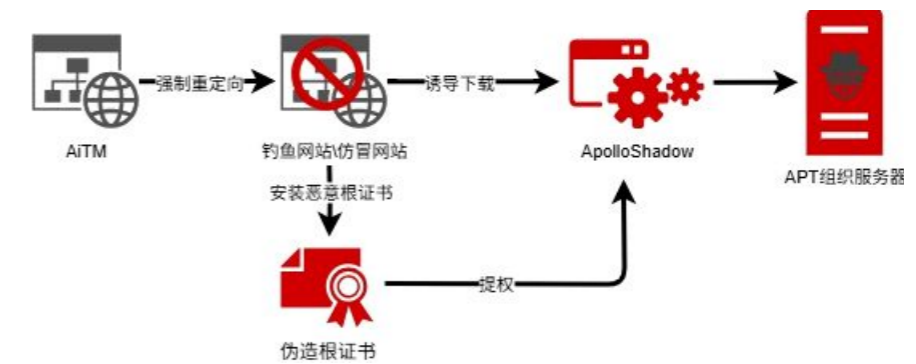 强制重定向
诱导下载
AiTM
钓鱼网站\仿冒网站
ApolloShadow
APT组织服务器
安装恶意根证书
提权
伪造根证书